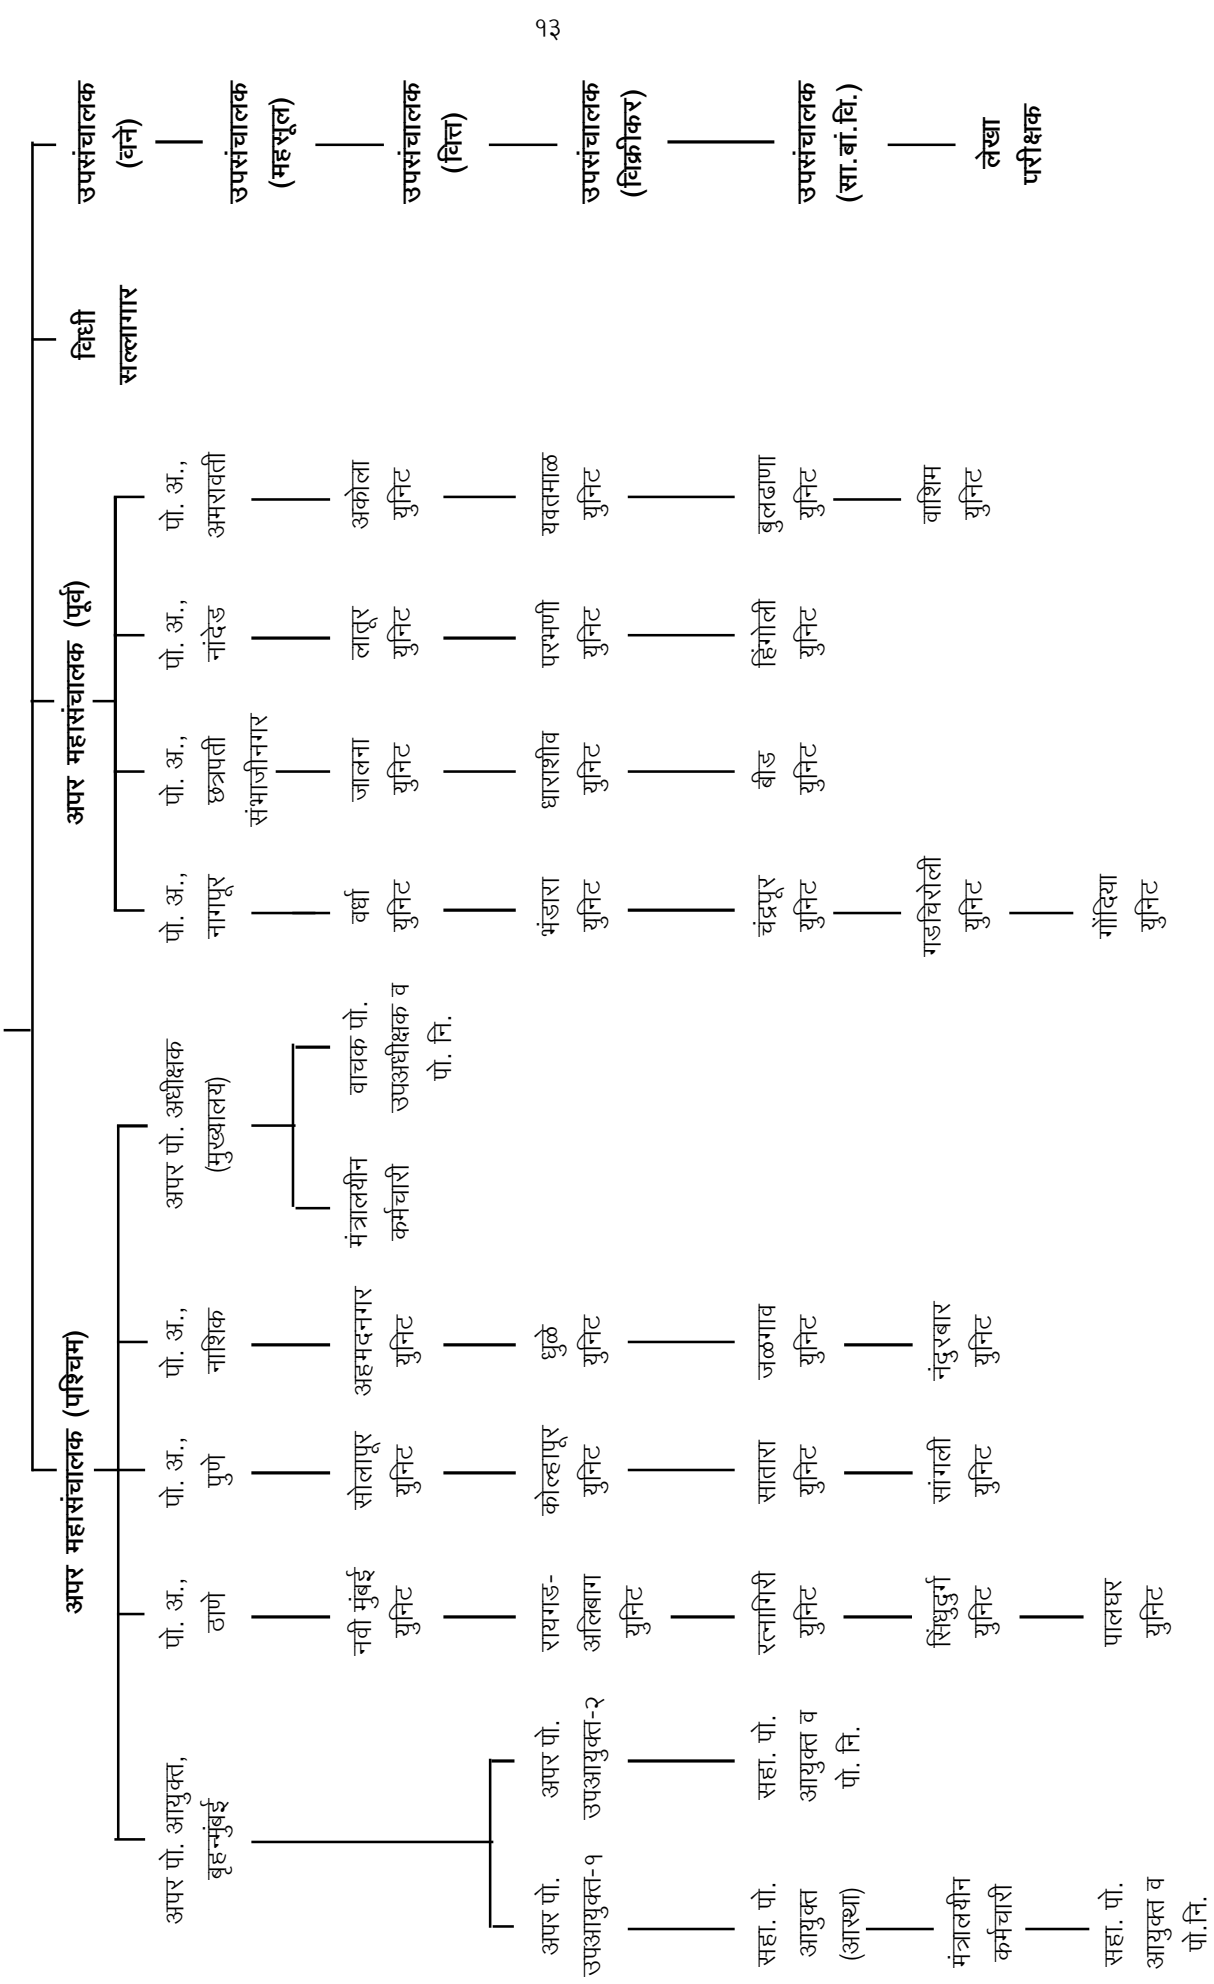 १३
अपर महासंचालक (पश्चिम)
अपर पो. आयुक्त,
बृहन्मुंबई
अपर पो.
उपआयुक्त-१
सहा. पो.
आयुक्त
(आस्था)
मंत्रालयीन
कर्मचारी
सहा. पो.
आयुक्त व
पो.नि.
अपर पो.
उपआयुक्त-२
सहा. पो.
आयुक्त व
पो. नि.
पो. अ.,
ठाणे
नवी मुंबई
युनिट
रायगड-
अलिबाग
युनिट
रत्नागिरी
युनिट
सिंधुदुर्ग
युनिट
पालघर
युनिट
पो. अ.,
पुणे
सोलापूर
युनिट
कोल्हापूर
युनिट
सातारा
युनिट
सांगली
युनिट
पो. अ.,
नाशिक
अहमदनगर
युनिट
धुळे
युनिट
जळगाव
युनिट
नंदुरबार
युनिट
अपर पो. अधीक्षक
(मुख्यालय)
मंत्रालयीन
कर्मचारी
वाचक पो.
उपअधीक्षक व
पो. नि.
अपर महासंचालक (पूर्व)
पो. अ.,
नागपूर
वर्धा
युनिट
भंडारा
युनिट
चंद्रपूर
युनिट
गडचिरोली
युनिट
गोंदिया
युनिट
पो. अ.,
छत्रपती
संभाजीनगर
जालना
युनिट
धाराशीव
युनिट
बीड
युनिट
पो. अ.,
नांदेड
लातूर
युनिट
परभणी
युनिट
हिंगोली
युनिट
पो. अ.,
अमरावती
अकोला
युनिट
यवतमाळ
युनिट
बुलढाणा
युनिट
वाशिम
युनिट
विधी
सल्लागार
उपसंचालक
(वने)
उपसंचालक
(महसूल)
उपसंचालक
(वित्त)
उपसंचालक
(विक्रीकर)
उपसंचालक
(सा.बां.वि.)
लेखा
परीक्षक